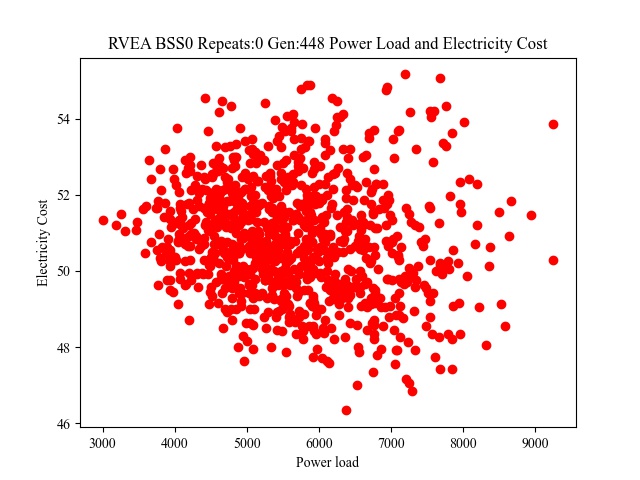 RVEA BSS0 Repeats:0 Gen:448 Power Load and Electricity Cost
Electricity Cost
54
52
50
48
46
3000 4000 5000 6000 7000 8000 9000
Power load